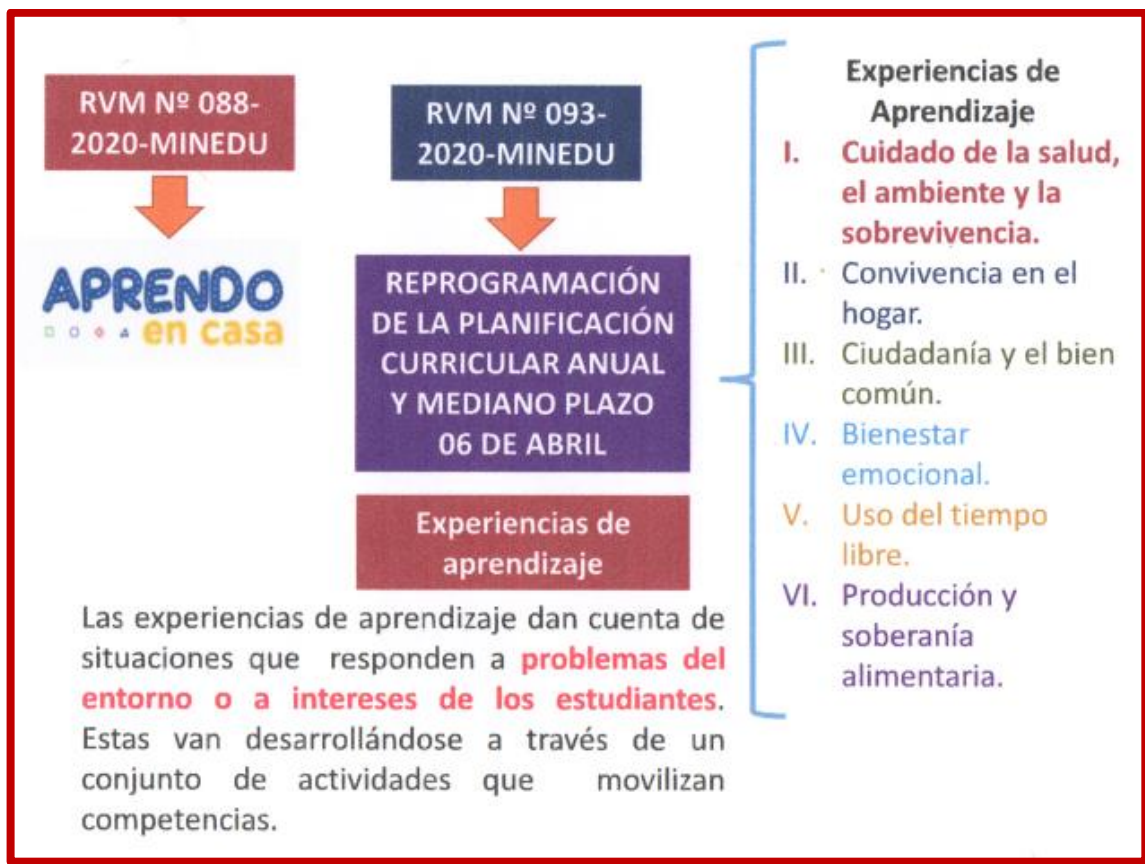 RVM Nº 088-
2020-MINEDU
APRENDO
en casa
RVM Nº 093-
2020-MINEDU
REPROGRAMACIÓN
DE LA PLANIFICACIÓN
CURRICULAR ANUAL
Y MEDIANO PLAZO
06 DE ABRIL
Experiencias de
aprendizaje
Las experiencias de aprendizaje dan cuenta de
situaciones que responden a problemas del
entorno o a intereses de los estudiantes.
Estas van desarrollándose a través de un
conjunto de actividades que movilizan
competencias.
Experiencias de
Aprendizaje
I. Cuidado de la salud,
el ambiente y la
sobrevivencia.
II. Convivencia en el
hogar.
III. Ciudadanía y el bien
común.
IV. Bienestar
emocional.
V. Uso del tiempo
libre.
VI. Producción y
soberanía
alimentaria.